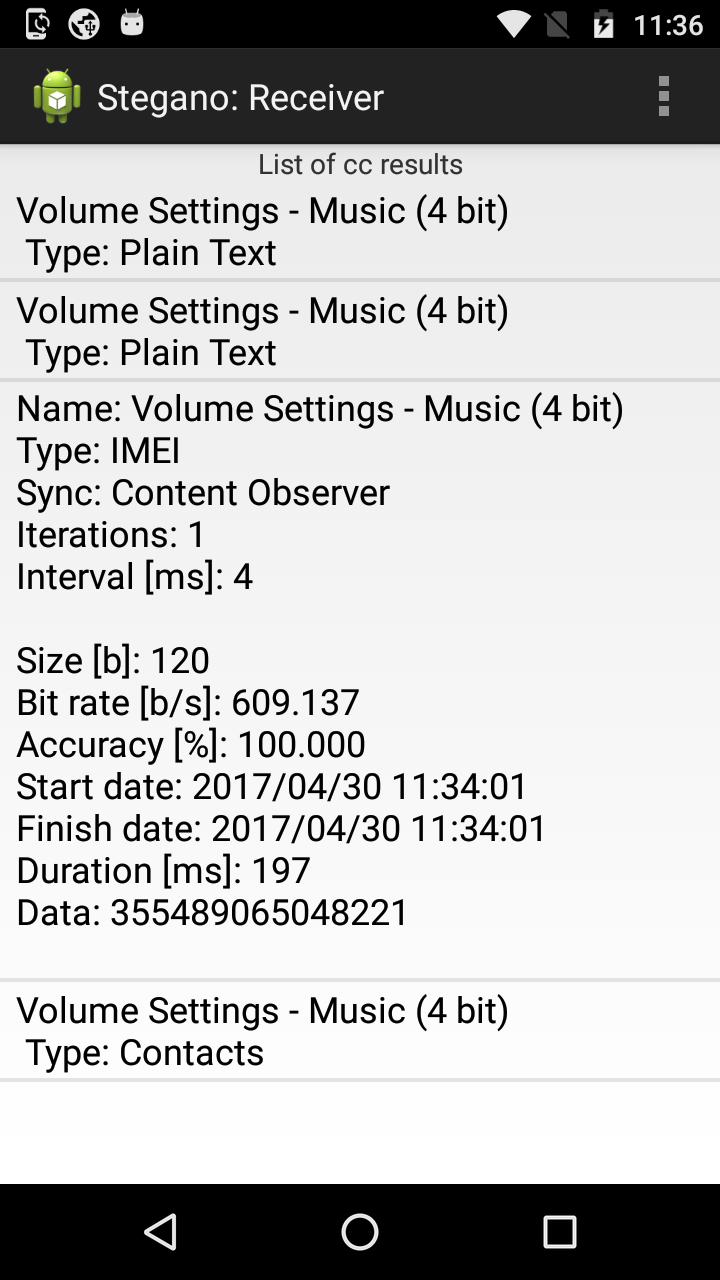 11:36
Stegano: Receiver
List of cc results
Volume Settings - Music (4 bit)
Type: Plain Text
Volume Settings - Music (4 bit)
Type: Plain Text
Name: Volume Settings - Music (4 bit)
Type: IMEI
Sync: Content Observer
Iterations: 1
Interval [ms]: 4
Size [b]: 120
Bit rate [b/s]: 609.137
Accuracy [%]: 100.000
Start date: 2017/04/30 11:34:01
Finish date: 2017/04/30 11:34:01
Duration [ms]: 197
Data: 355489065048221
Volume Settings - Music (4 bit)
Type: Contacts